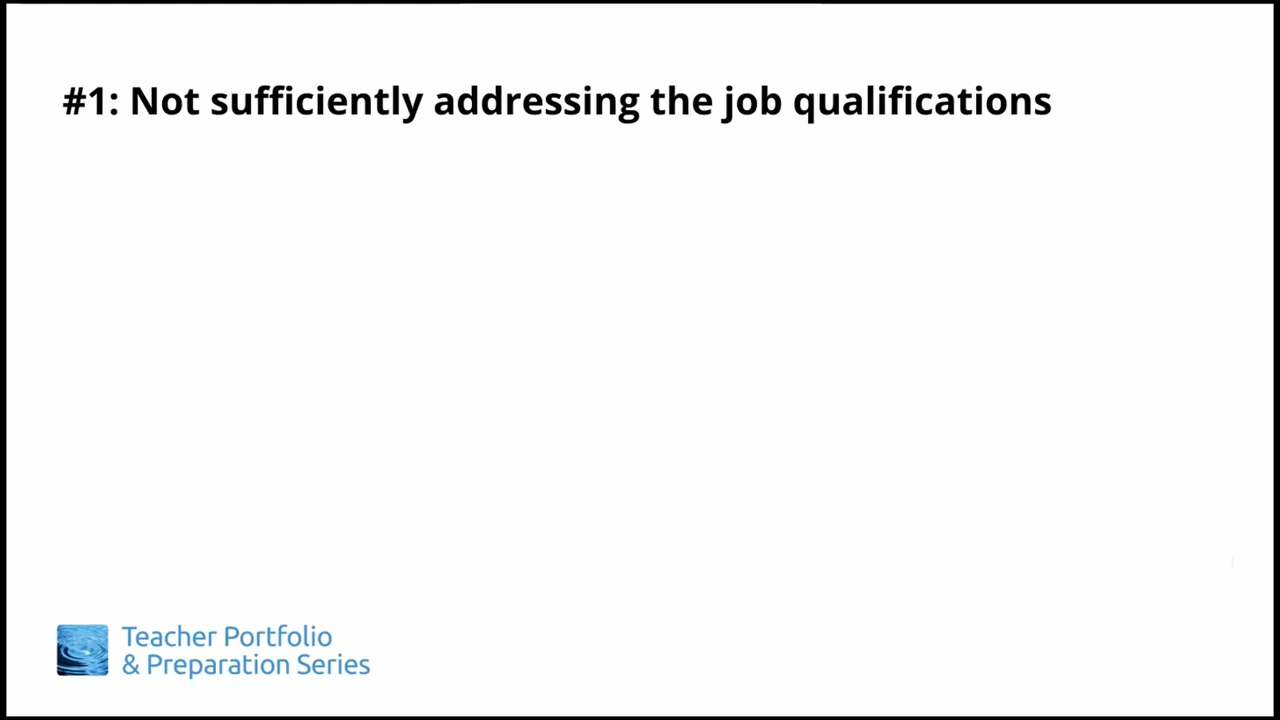 #1: Not sufficiently addressing the job qualifications
Teacher Portfolio
& Preparation Series